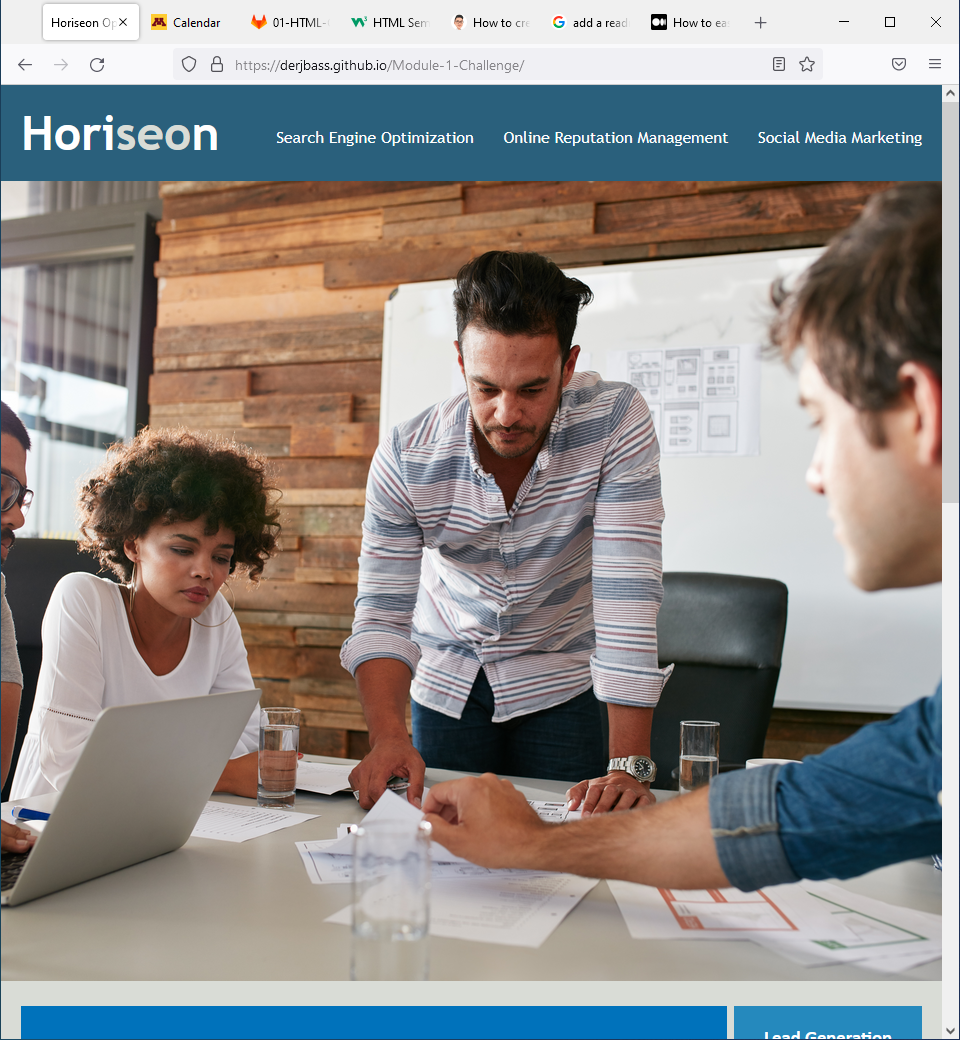 Horiseon Op
Calendar
01-HTML-
HTML Sem
How to cre
add a read
How to eas
https://derjbass.github.io/Module-1-Challenge/
Horiseon
Search Engine Optimization
Online Reputation Management
Social Media Marketing
Lead Generation